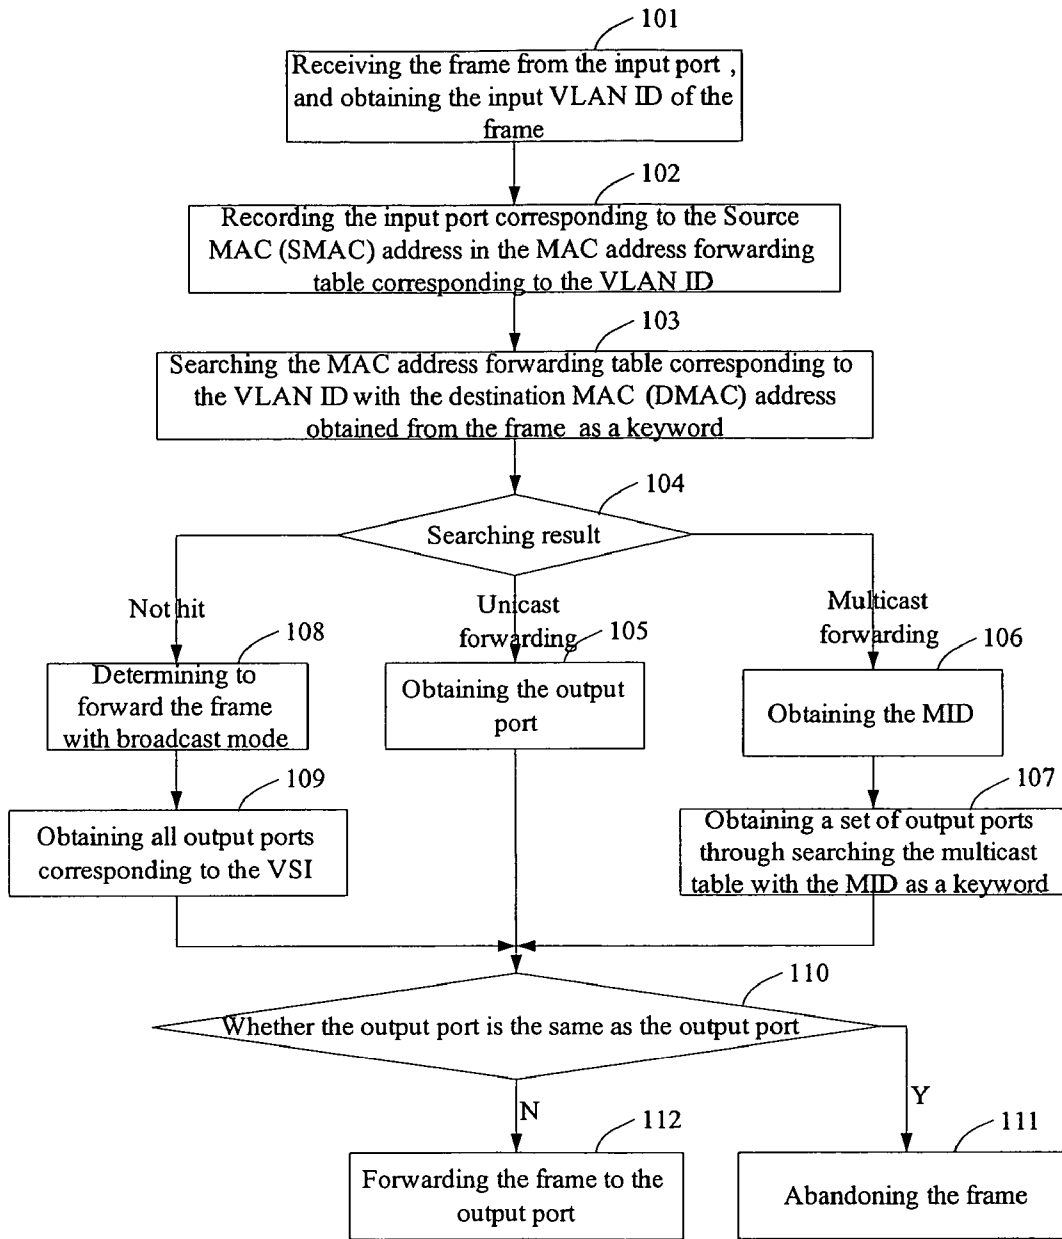 101
Receiving the frame from the input port ,
and obtaining the input VLAN ID of the
frame
102
Recording the input port corresponding to the Source
MAC (SMAC) address in the MAC address forwarding
table corresponding to the VLAN ID
103
Searching the MAC address forwarding table corresponding to
the VLAN ID with the destination MAC (DMAC) address
obtained from the frame as a keyword
104
Searching result
Not hit
Unicast
forwarding
Multicast
forwarding
108
Determining to
forward the frame
with broadcast mode
105
Obtaining the output
port
106
Obtaining the MID
109
Obtaining all output ports
corresponding to the VSI
107
Obtaining a set of output ports
through searching the multicast
table with the MID as a keyword
110
Whether the output port is the same as the output port
N
Y
112
Forwarding the frame to the
output port
111
Abandoning the frame